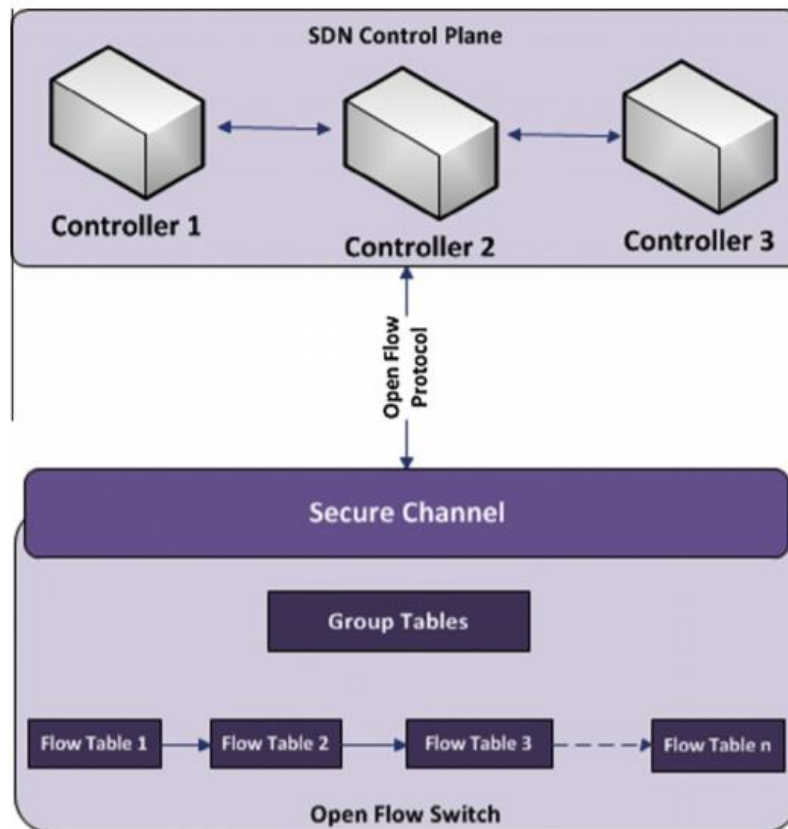 SDN Control Plane
Controller 1
Controller 2
Controller 3
Open Flow
Protocol
Secure Channel
Group Tables
Flow Table 1
Flow Table 2
Flow Table 3
Flow Table n
Open Flow Switch